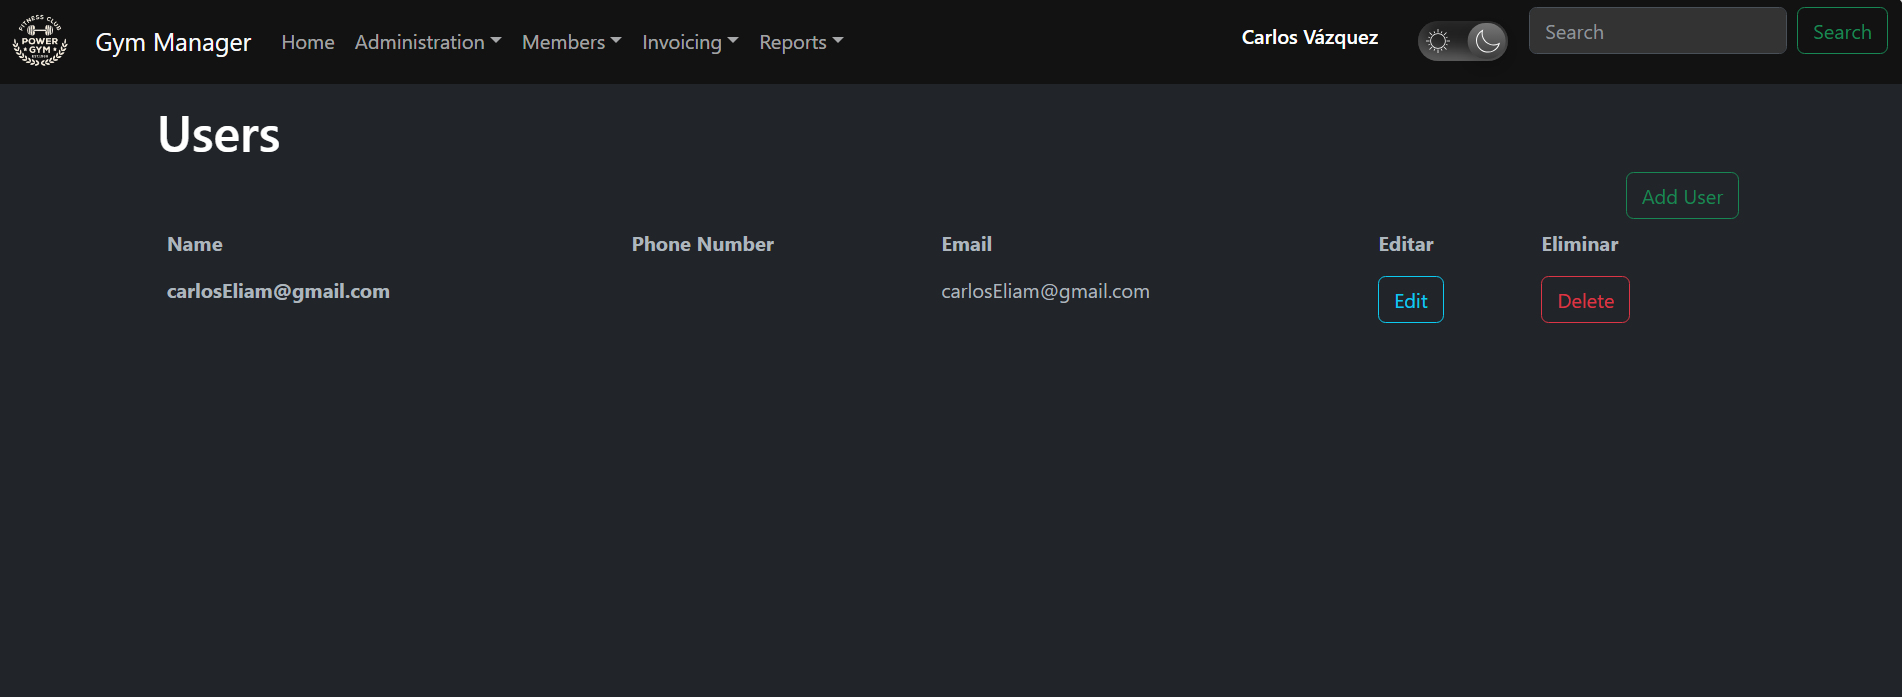 FITNESS CLUB
POWER
GYM
Gym Manager Home Administration Members Invoicing Reports Carlos Vázquez Search Search
Users
Add User
Name Phone Number Email Editar Eliminar
carlosEliam@gmail.com carlosEliam@gmail.com Edit Delete